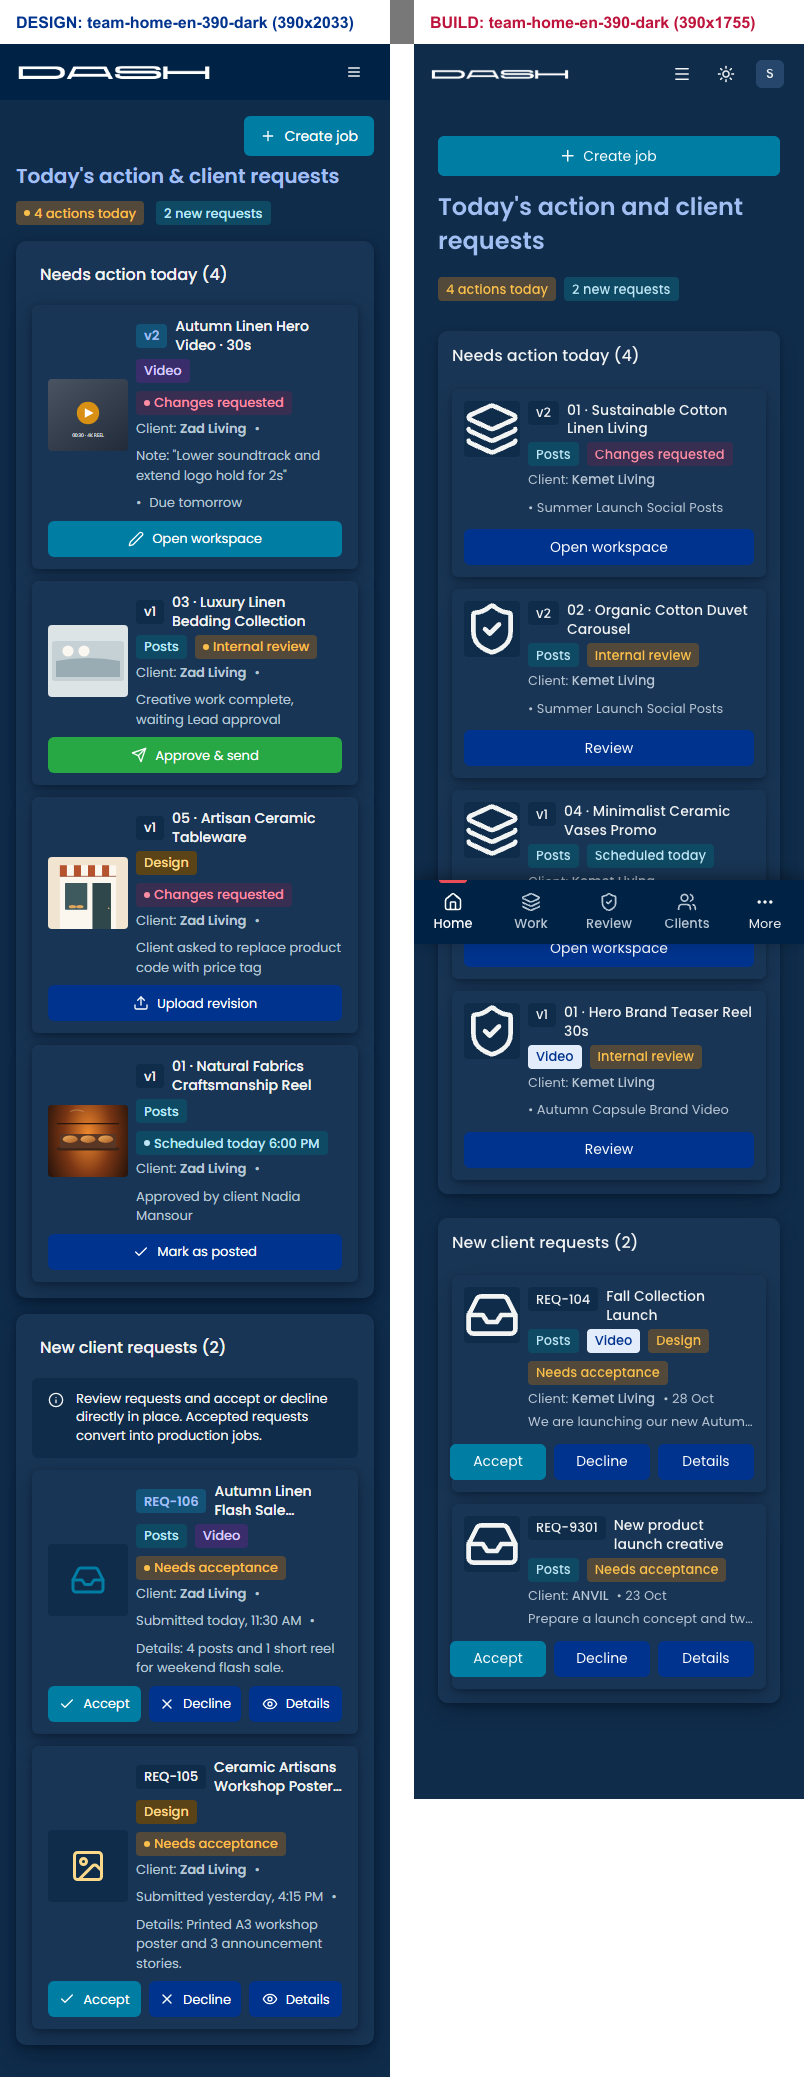 DESIGN: team-home-en-390-dark (390x2033)
DASH
Create job
Today's action & client requests
4 actions today
2 new requests
Needs action today (4)
v2
Autumn Linen Hero
Video · 30s
Video
Changes requested
Client: Zad Living •
Note: "Lower soundtrack and
extend logo hold for 2s"
• Due tomorrow
Open workspace
v1
03 · Luxury Linen
Bedding Collection
Posts
Internal review
Client: Zad Living •
Creative work complete,
waiting Lead approval
Approve & send
v1
05 · Artisan Ceramic
Tableware
Design
Changes requested
Client: Zad Living •
Client asked to replace product
code with price tag
Upload revision
v1
01 · Natural Fabrics
Craftsmanship Reel
Posts
Scheduled today 6:00 PM
Client: Zad Living •
Approved by client Nadia
Mansour
Mark as posted
New client requests (2)
Review requests and accept or decline
directly in place. Accepted requests
convert into production jobs.
REQ-106
Autumn Linen
Flash Sale...
Posts
Video
Needs acceptance
Client: Zad Living •
Submitted today, 11:30 AM •
Details: 4 posts and 1 short reel
for weekend flash sale.
Accept
Decline
Details
REQ-105
Ceramic Artisans
Workshop Poster...
Design
Needs acceptance
Client: Zad Living •
Submitted yesterday, 4:15 PM •
Details: Printed A3 workshop
poster and 3 announcement
stories.
Accept
Decline
Details
BUILD: team-home-en-390-dark (390x1755)
DASH
S
Create job
Today's action and client
requests
4 actions today
2 new requests
Needs action today (4)
v2
01 · Sustainable Cotton
Linen Living
Posts
Changes requested
Client: Kemet Living
• Summer Launch Social Posts
Open workspace
v2
02 · Organic Cotton Duvet
Carousel
Posts
Internal review
Client: Kemet Living
• Summer Launch Social Posts
Review
v1
04 · Minimalist Ceramic
Vases Promo
Posts
Scheduled today
Home
Work
Review
Clients
More
Open workspace
v1
01 · Hero Brand Teaser Reel
30s
Video
Internal review
Client: Kemet Living
• Autumn Capsule Brand Video
Review
New client requests (2)
REQ-104
Fall Collection
Launch
Posts
Video
Design
Needs acceptance
Client: Kemet Living • 28 Oct
We are launching our new Autum...
Accept
Decline
Details
REQ-9301
New product
launch creative
Posts
Needs acceptance
Client: ANVIL • 23 Oct
Prepare a launch concept and tw...
Accept
Decline
Details